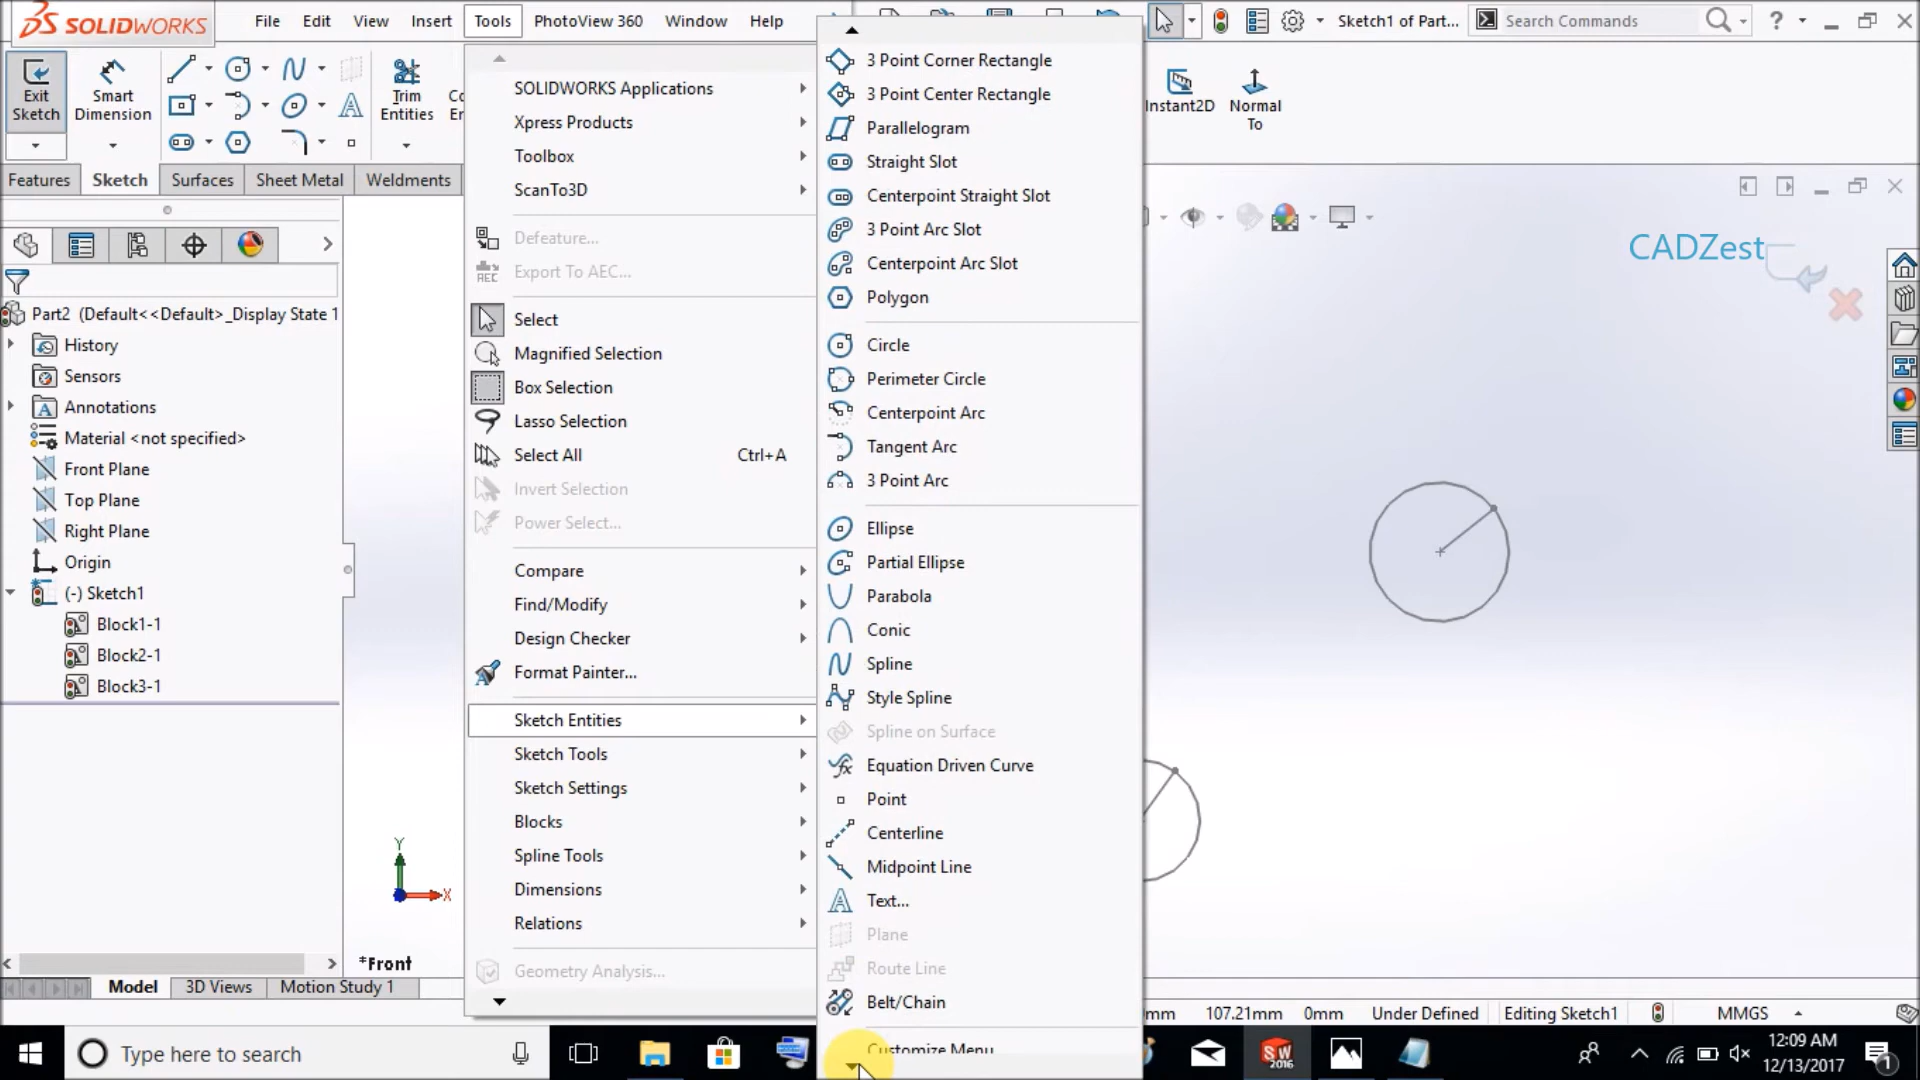 SOLIDWORKS
File Edit View Insert Tools PhotoView 360 Window Help
Sketch1 of Part...
Search Commands
?
Exit Sketch
Smart Dimension
Trim Entities
Instant2D
Normal To
Features Sketch Surfaces Sheet Metal Weldments
Part2 (Default<<Default>_Display State 1
History
Sensors
Annotations
Material <not specified>
Front Plane
Top Plane
Right Plane
Origin
(-) Sketch1
Block1-1
Block2-1
Block3-1
SOLIDWORKS Applications
Xpress Products
Toolbox
ScanTo3D
Defeature...
Export To AEC...
Select
Magnified Selection
Box Selection
Lasso Selection
Select All Ctrl+A
Invert Selection
Power Select...
Compare
Find/Modify
Design Checker
Format Painter...
Sketch Entities
Sketch Tools
Sketch Settings
Blocks
Spline Tools
Dimensions
Relations
Geometry Analysis...
3 Point Corner Rectangle
3 Point Center Rectangle
Parallelogram
Straight Slot
Centerpoint Straight Slot
3 Point Arc Slot
Centerpoint Arc Slot
Polygon
Circle
Perimeter Circle
Centerpoint Arc
Tangent Arc
3 Point Arc
Ellipse
Partial Ellipse
Parabola
Conic
Spline
Style Spline
Spline on Surface
Equation Driven Curve
Point
Centerline
Midpoint Line
Text...
Plane
Route Line
Belt/Chain
Customize Menu
CADZest
Y
X
*Front
Model 3D Views Motion Study 1
107.21mm 0mm Under Defined Editing Sketch1 MMGS
Type here to search
SW 2016
12:09 AM
12/13/2017
1